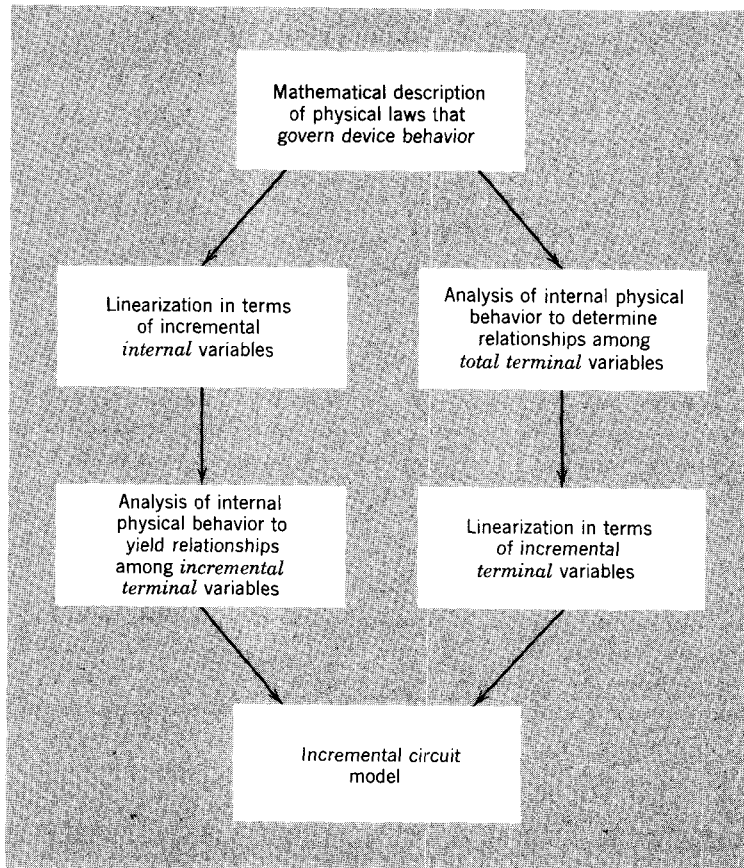 Mathematical description
of physical laws that
govern device behavior
Linearization in terms
of incremental
internal variables
Analysis of internal physical
behavior to determine
relationships among
total terminal variables
Analysis of internal
physical behavior to
yield relationships
among incremental
terminal variables
Linearization in terms
of incremental
terminal variables
Incremental circuit
model